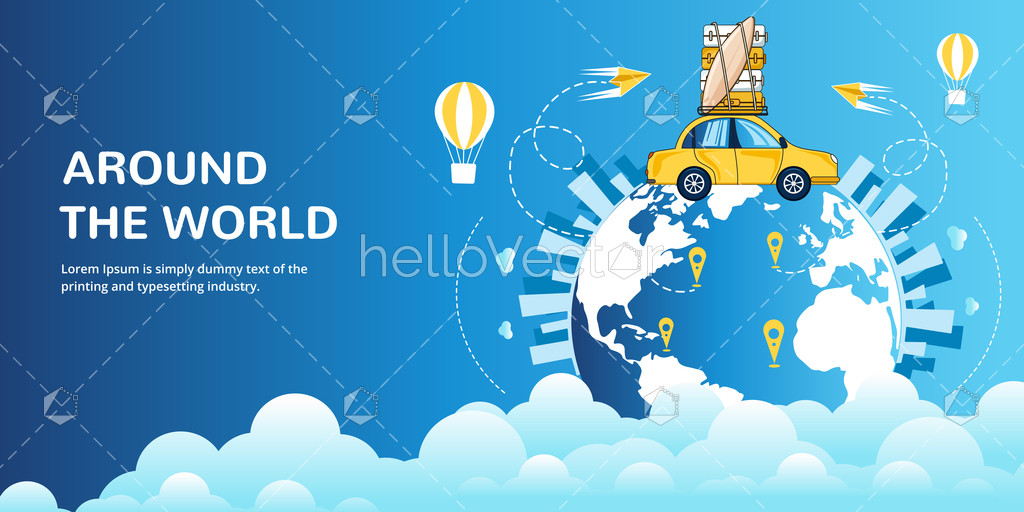 AROUND
THE WORLD
Lorem Ipsum is simply dummy text of the
printing and typesetting industry.
helloVector